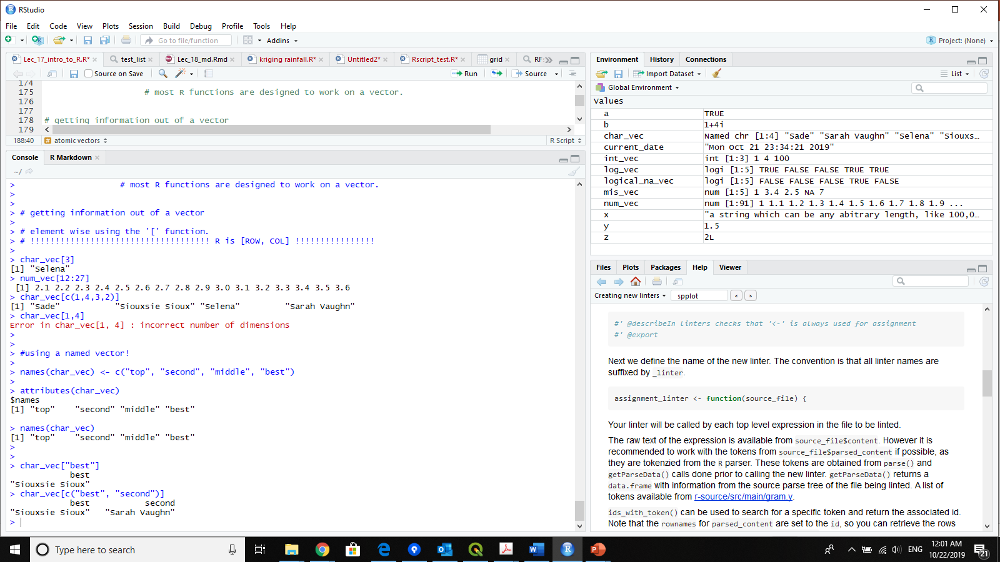 RStudio
File Edit Code View Plots Session Build Debug Profile Tools Help
Go to file/function Addins Project: (None)
Lec_17_intro_to_R.R* test_list Lec_18_md.Rmd kriging rainfall.R* Untitled2* Rscript_test.R* grid RF
Source on Save Run Source
174
175 # most R functions are designed to work on a vector.
176
177
178 # getting information out of a vector
179
188:40 # atomic vectors R Script
Console R Markdown
~/
> # most R functions are designed to work on a vector.
>
>
> # getting information out of a vector
>
> # element wise using the '[' function.
> # !!!!!!!!!!!!!!!!!!!!!!!!!!!!!!!!!!!! R is [ROW, COL] !!!!!!!!!!!!!!!!
>
> char_vec[3]
[1] "Selena"
> num_vec[12:27]
[1] 2.1 2.2 2.3 2.4 2.5 2.6 2.7 2.8 2.9 3.0 3.1 3.2 3.3 3.4 3.5 3.6
> char_vec[c(1,4,3,2)]
[1] "Sade" "Siouxsie Sioux" "Selena" "Sarah Vaughn"
> char_vec[1,4]
Error in char_vec[1, 4] : incorrect number of dimensions
>
>
> #using a named vector!
>
> names(char_vec) <- c("top", "second", "middle", "best")
>
> attributes(char_vec)
$names
[1] "top" "second" "middle" "best"
> names(char_vec)
[1] "top" "second" "middle" "best"
>
>
> char_vec["best"]
best
"Siouxsie Sioux"
> char_vec[c("best", "second")]
best second
"Siouxsie Sioux" "Sarah Vaughn"
>
Environment History Connections
Import Dataset List
Global Environment
Values
a TRUE
b 1+4i
char_vec Named chr [1:4] "Sade" "Sarah Vaughn" "Selena" "Siouxs…
current_date "Mon Oct 21 23:34:21 2019"
int_vec int [1:3] 1 4 100
log_vec logi [1:5] TRUE FALSE FALSE TRUE TRUE
logical_na_vec logi [1:5] FALSE FALSE FALSE TRUE FALSE
mis_vec num [1:5] 1 3.4 2.5 NA 7
num_vec num [1:91] 1 1.1 1.2 1.3 1.4 1.5 1.6 1.7 1.8 1.9 ...
x "a string which can be any abitrary length, like 100,0…
y 1.5
z 2L
Files Plots Packages Help Viewer
Creating new linters spplot < >
#' @describeIn linters checks that '<-' is always used for assignment
#' @export
Next we define the name of the new linter. The convention is that all linter names are
suffixed by _linter.
assignment_linter <- function(source_file) {
Your linter will be called by each top level expression in the file to be linted.
The raw text of the expression is available from source_file$content. However it is
recommended to work with the tokens from source_file$parsed_content if possible, as
they are tokenzied from the R parser. These tokens are obtained from parse() and
getParseData() calls done prior to calling the new linter. getParseData() returns a
data.frame with information from the source parse tree of the file being linted. A list of
tokens available from r-source/src/main/gram.y.
ids_with_token() can be used to search for a specific token and return the associated id.
Note that the rownames for parsed_content are set to the id, so you can retrieve the rows
Type here to search ENG 12:01 AM
10/22/2019 21